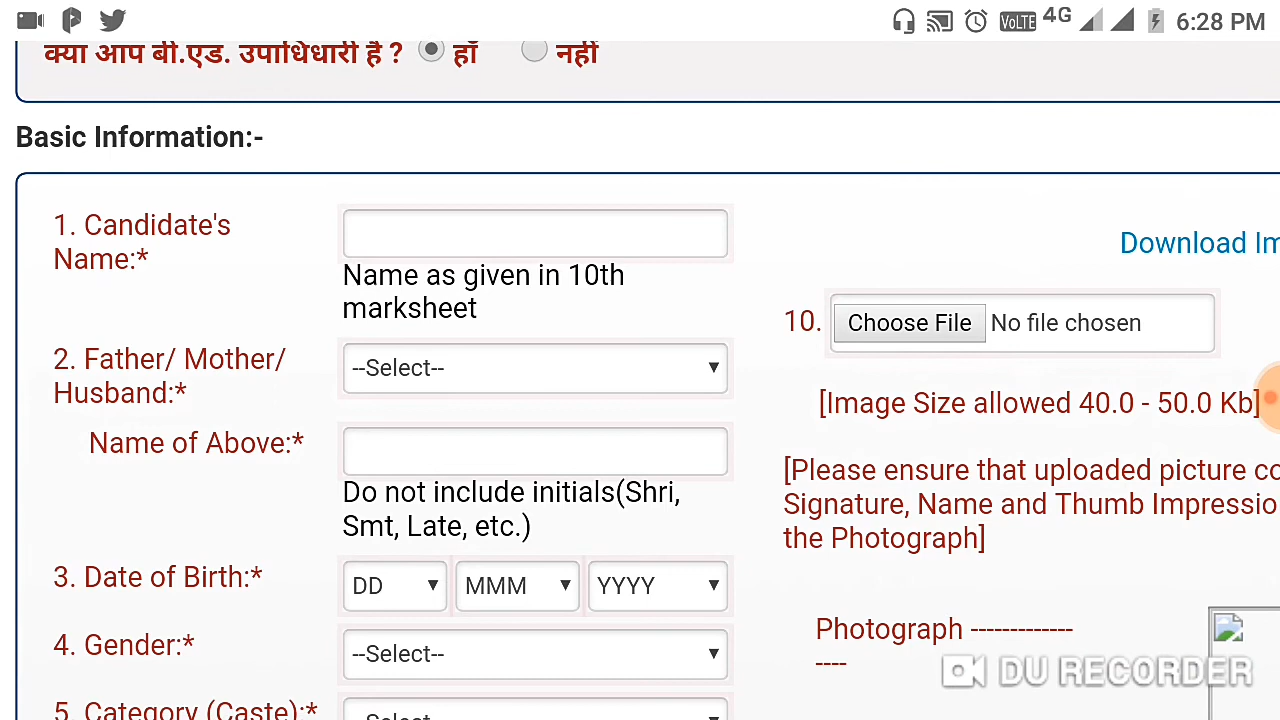 VoLTE 4G 6:28 PM
क्या आप बी.एड. उपाधिधारी है ? हाँ नहीं
Basic Information:-
1. Candidate's
Name:*
Name as given in 10th
marksheet
2. Father/ Mother/
Husband:*
--Select--
Name of Above:*
Do not include initials(Shri,
Smt, Late, etc.)
3. Date of Birth:*
DD MMM YYYY
4. Gender:*
--Select--
5. Category (Caste):*
--Select--
Download Im
10. Choose File No file chosen
[Image Size allowed 40.0 - 50.0 Kb]
[Please ensure that uploaded picture co
Signature, Name and Thumb Impressio
the Photograph]
Photograph -------------
----
DU RECORDER